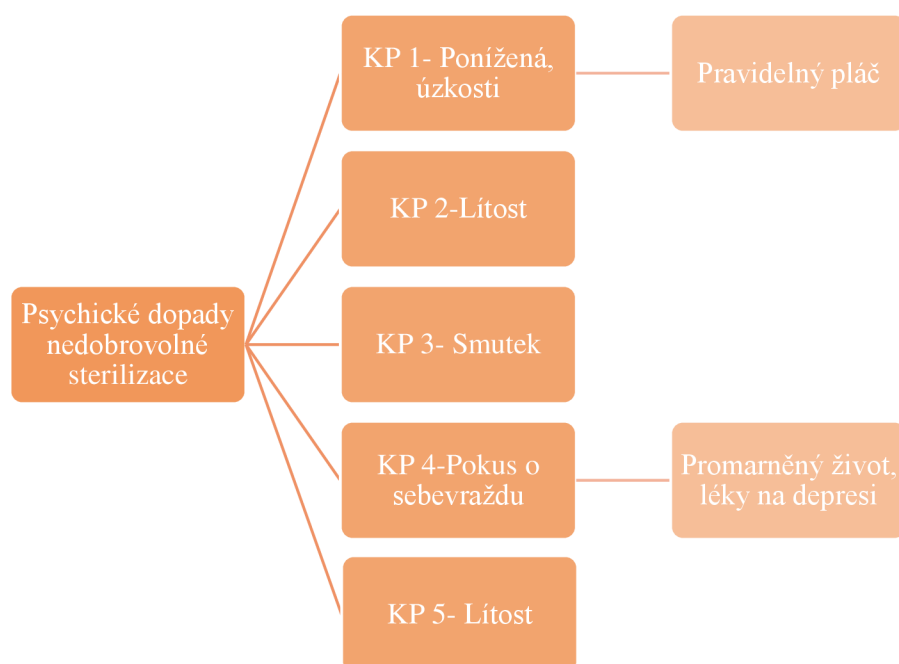 Psychické dopady
nedobrovolné
sterilizace
KP 1- Ponížená,
úzkosti
Pravidelný pláč
KP 2-Lítost
KP 3- Smutek
KP 4-Pokus o
sebevraždu
Promarněný život,
léky na depresi
KP 5- Lítost